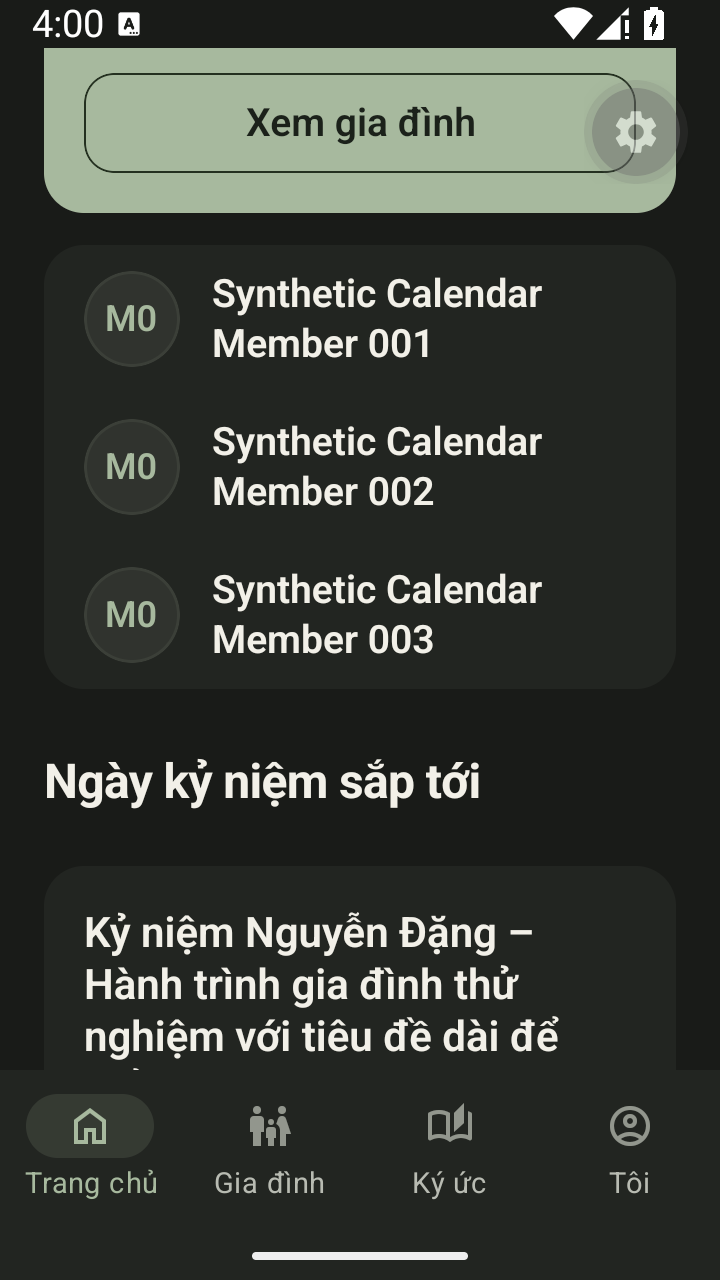 4:00
Xem gia đình
M0
Synthetic Calendar
Member 001
M0
Synthetic Calendar
Member 002
M0
Synthetic Calendar
Member 003
Ngày kỷ niệm sắp tới
Kỷ niệm Nguyễn Đặng –
Hành trình gia đình thử
nghiệm với tiêu đề dài để
Trang chủ
Gia đình
Ký ức
Tôi